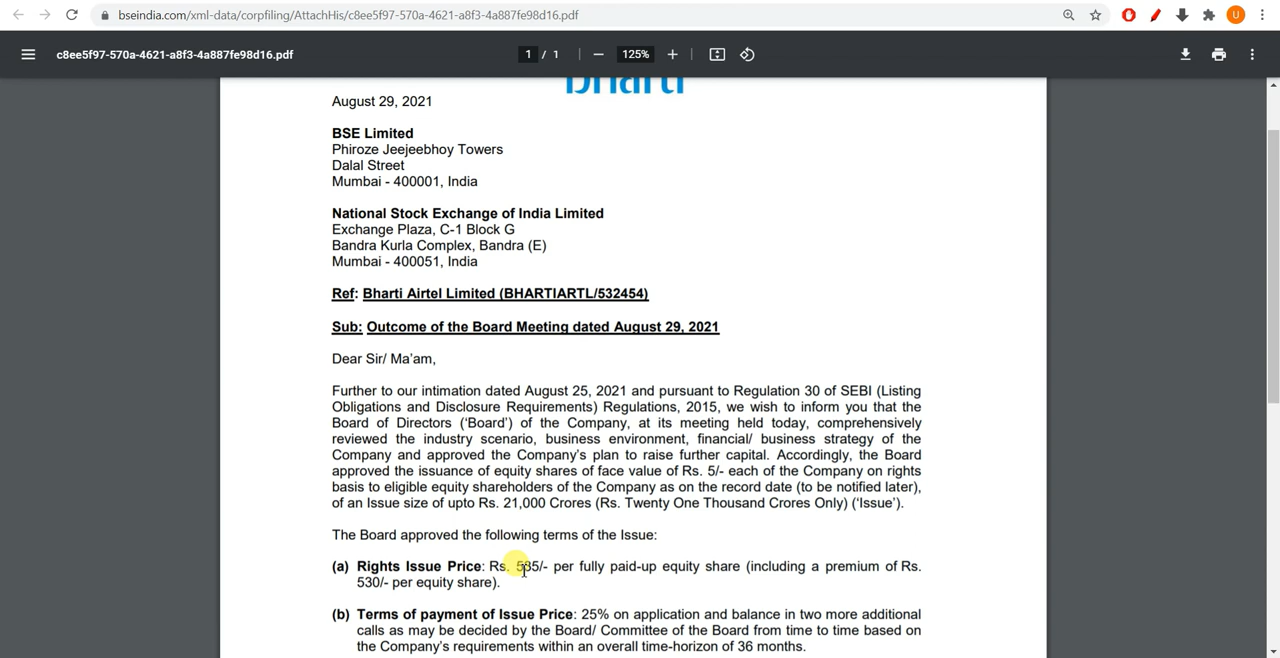 bseindia.com/xml-data/corpfiling/AttachHis/c8ee5f97-570a-4621-a8f3-4a887fe98d16.pdf
U
c8ee5f97-570a-4621-a8f3-4a887fe98d16.pdf
1 / 1
125%
bharti
August 29, 2021
BSE Limited
Phiroze Jeejeebhoy Towers
Dalal Street
Mumbai - 400001, India
National Stock Exchange of India Limited
Exchange Plaza, C-1 Block G
Bandra Kurla Complex, Bandra (E)
Mumbai - 400051, India
Ref: Bharti Airtel Limited (BHARTIARTL/532454)
Sub: Outcome of the Board Meeting dated August 29, 2021
Dear Sir/ Ma'am,
Further to our intimation dated August 25, 2021 and pursuant to Regulation 30 of SEBI (Listing
Obligations and Disclosure Requirements) Regulations, 2015, we wish to inform you that the
Board of Directors ('Board') of the Company, at its meeting held today, comprehensively
reviewed the industry scenario, business environment, financial/ business strategy of the
Company and approved the Company's plan to raise further capital. Accordingly, the Board
approved the issuance of equity shares of face value of Rs. 5/- each of the Company on rights
basis to eligible equity shareholders of the Company as on the record date (to be notified later),
of an Issue size of upto Rs. 21,000 Crores (Rs. Twenty One Thousand Crores Only) ('Issue').
The Board approved the following terms of the Issue:
(a) Rights Issue Price: Rs. 535/- per fully paid-up equity share (including a premium of Rs.
530/- per equity share).
(b) Terms of payment of Issue Price: 25% on application and balance in two more additional
calls as may be decided by the Board/ Committee of the Board from time to time based on
the Company's requirements within an overall time-horizon of 36 months.